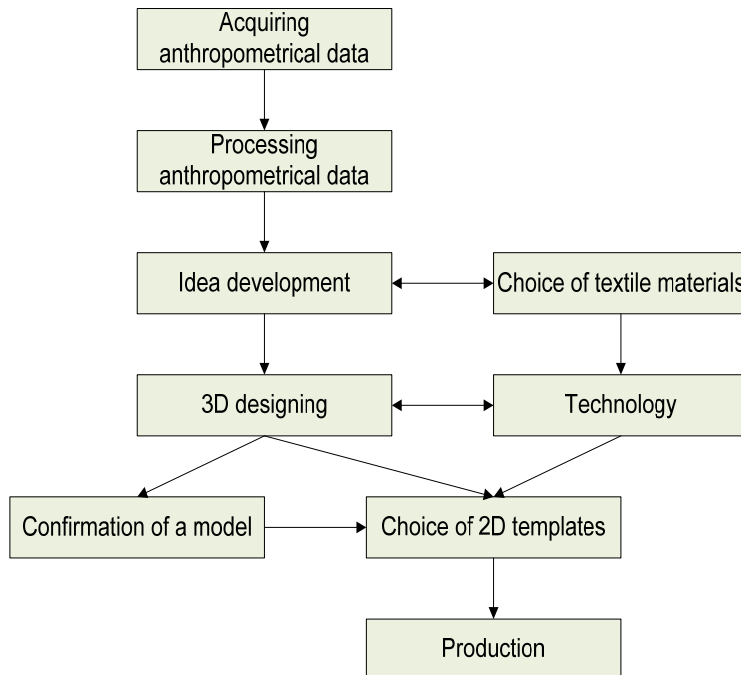 Acquiring
anthropometrical data
Processing
anthropometrical data
Idea development
Choice of textile materials
3D designing
Technology
Confirmation of a model
Choice of 2D templates
Production